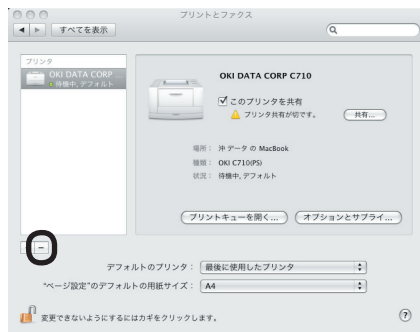 プリントとファクス
すべてを表示
プリンタ
OKI DATA CORP ...
待機中, デフォルト
OKI DATA CORP C710
このプリンタを共有
プリンタ共有が切です。
共有...
場所： 沖 データ の MacBook
種類： OKI C710(PS)
状況： 待機中, デフォルト
プリントキューを開く...
オプションとサプライ...
デフォルトのプリンタ： 最後に使用したプリンタ
"ページ設定"のデフォルトの用紙サイズ： A4
変更できないようにするにはカギをクリックします。